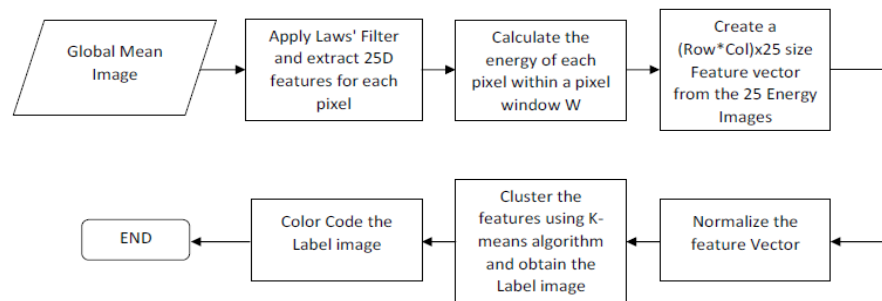 Global Mean
Image
Apply Laws' Filter
and extract 25D
features for each
pixel
Calculate the
energy of each
pixel within a pixel
window W
Create a
(Row*Col)x25 size
Feature vector
from the 25 Energy
Images
Normalize the
feature Vector
Cluster the
features using K-
means algorithm
and obtain the
Label image
Color Code the
Label image
END